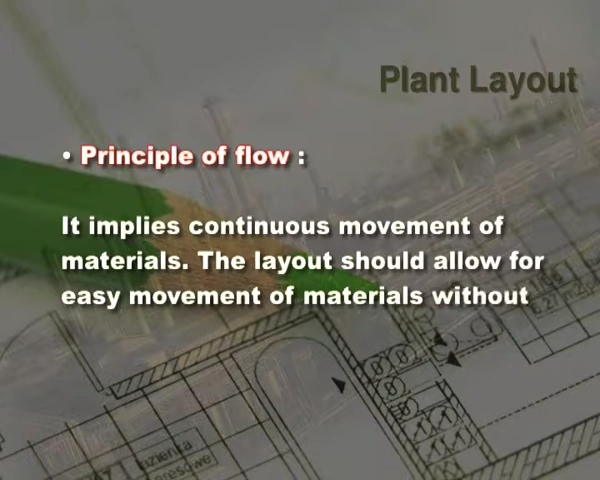 Plant Layout
• Principle of flow :
It implies continuous movement of
materials. The layout should allow for
easy movement of materials without